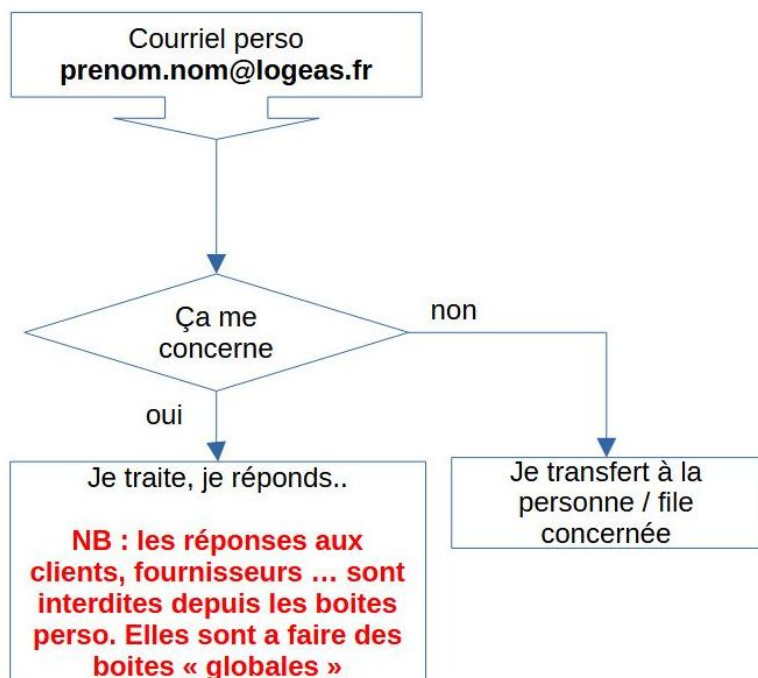 Courriel perso
prenom.nom@logeas.fr
Ça me
concerne
non
oui
Je traite, je réponds..
NB : les réponses aux
clients, fournisseurs … sont
interdites depuis les boites
perso. Elles sont a faire des
boites « globales »
Je transfert à la
personne / file
concernée